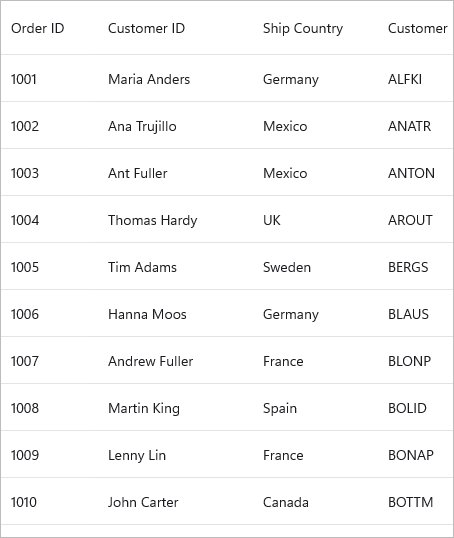 Order ID Customer ID Ship Country Customer
1001 Maria Anders Germany ALFKI
1002 Ana Trujillo Mexico ANATR
1003 Ant Fuller Mexico ANTON
1004 Thomas Hardy UK AROUT
1005 Tim Adams Sweden BERGS
1006 Hanna Moos Germany BLAUS
1007 Andrew Fuller France BLONP
1008 Martin King Spain BOLID
1009 Lenny Lin France BONAP
1010 John Carter Canada BOTTM